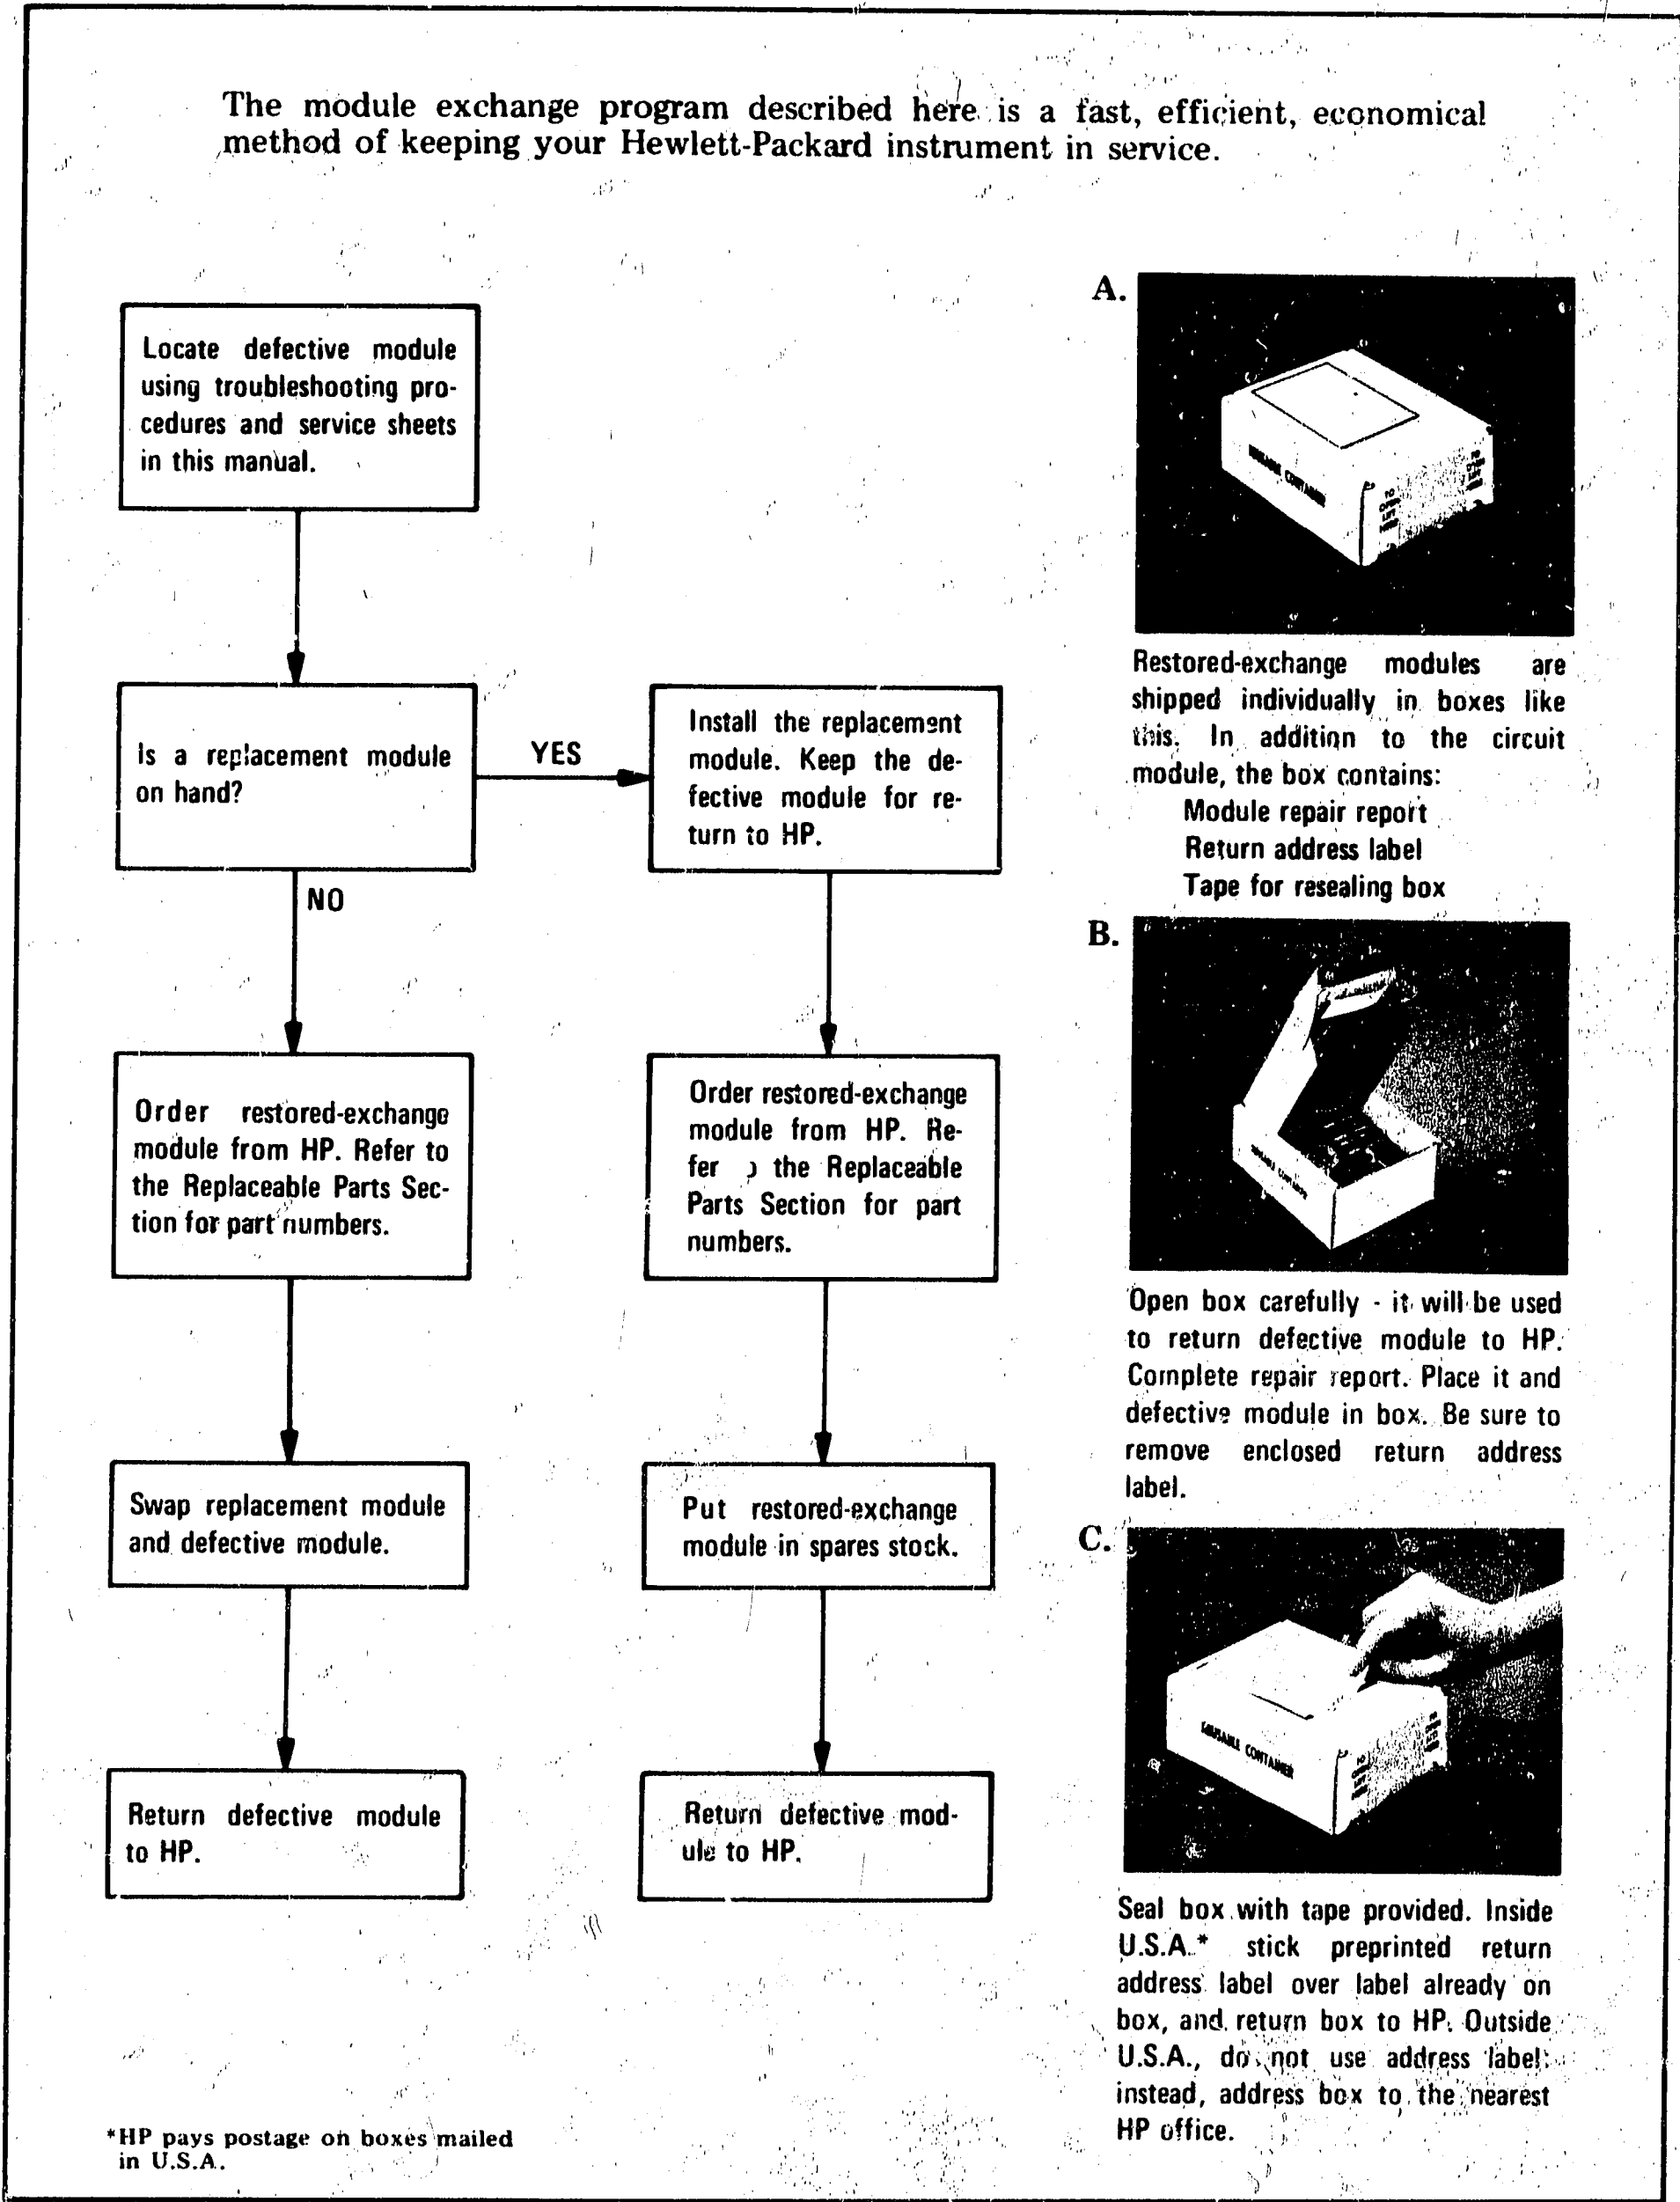 The module exchange program described here is a fast, efficient, economical
method of keeping your Hewlett-Packard instrument in service.
Locate defective module
using troubleshooting pro-
cedures and service sheets
in this manual.
Is a replacement module
on hand?
YES
NO
Install the replacement
module. Keep the de-
fective module for re-
turn to HP.
Order restored-exchange
module from HP. Refer to
the Replaceable Parts Sec-
tion for part numbers.
Order restored-exchange
module from HP. Re-
fer the Replaceable
Parts Section for part
numbers.
Swap replacement module
and defective module.
Put restored-exchange
module in spares stock.
Return defective module
to HP.
Return defective mod-
ule to HP.
*HP pays postage on boxes mailed
in U.S.A.
A.
REUSABLE CONTAINER
TO
OPEN
LIFT
HERE
Restored-exchange modules are
shipped individually in boxes like
this. In addition to the circuit
module, the box contains:
Module repair report
Return address label
Tape for resealing box
B.
REUSABLE CONTAINER
Open box carefully - it will be used
to return defective module to HP.
Complete repair report. Place it and
defective module in box. Be sure to
remove enclosed return address
label.
C.
REUSABLE CONTAINER
Seal box with tape provided. Inside
U.S.A.* stick preprinted return
address label over label already on
box, and return box to HP. Outside
U.S.A., do not use address label;
instead, address box to the nearest
HP office.